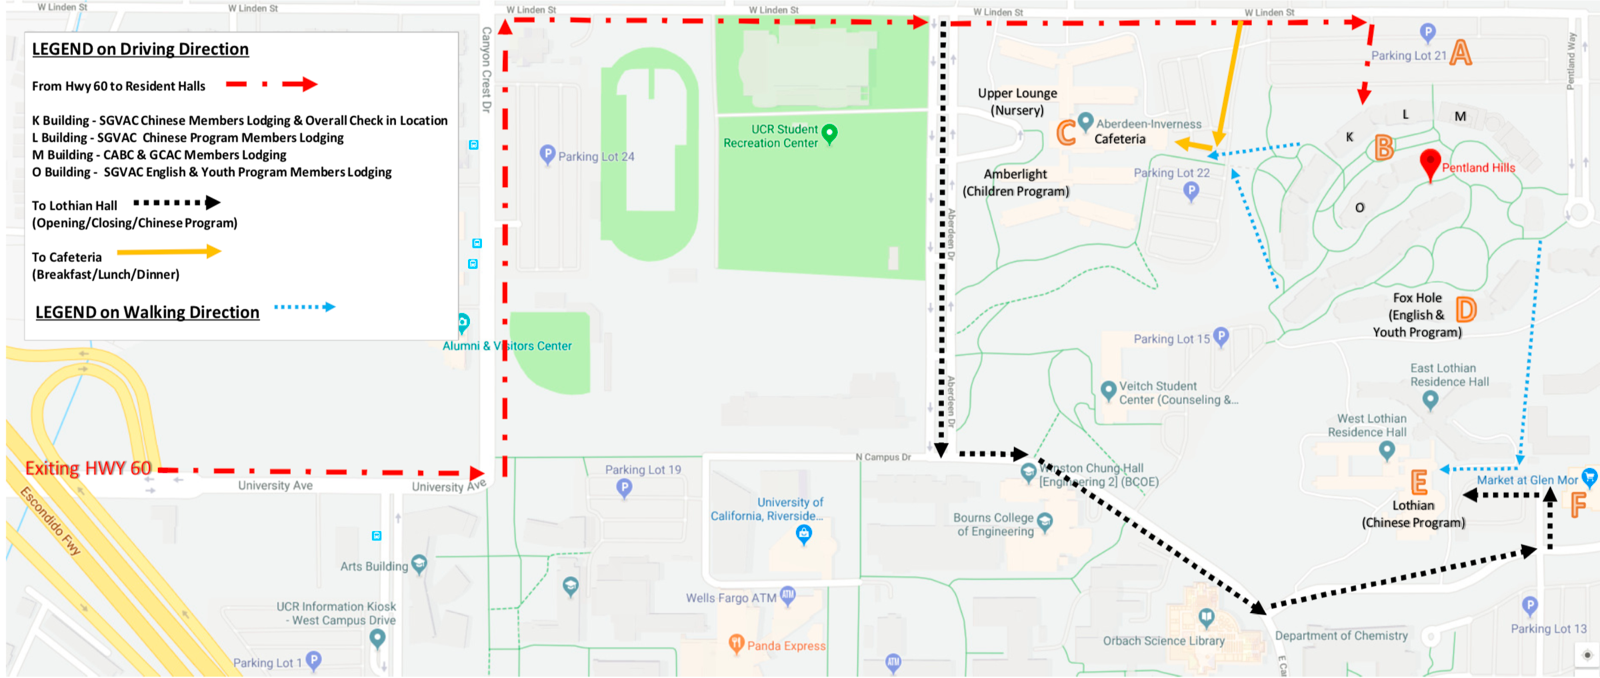 W Linden St
W Linden St
W Linden St
W Linden St
W Linden St
W Linden St
LEGEND on Driving Direction
From Hwy 60 to Resident Halls
K Building - SGVAC Chinese Members Lodging & Overall Check in Location
L Building - SGVAC Chinese Program Members Lodging
M Building - CABC & GCAC Members Lodging
O Building - SGVAC English & Youth Program Members Lodging
To Lothian Hall
(Opening/Closing/Chinese Program)
To Cafeteria
(Breakfast/Lunch/Dinner)
LEGEND on Walking Direction
Canyon Crest Dr
Parking Lot 24
UCR Student
Recreation Center
Upper Lounge
(Nursery)
C
Aberdeen-Inverness
Cafeteria
Amberlight
(Children Program)
Parking Lot 22
P
Parking Lot 21
A
Pentland Way
K
L
M
B
O
Pentland Hills
Aberdeen Dr
Aberdeen Dr
Fox Hole
(English &
Youth Program)
D
Parking Lot 15
Veitch Student
Center (Counseling &...
East Lothian
Residence Hall
West Lothian
Residence Hall
Alumni & Visitors Center
Exiting HWY 60
University Ave
University Ave
Escondido Fwy
N Campus Dr
Parking Lot 19
University of
California, Riverside...
Winston Chung Hall
[Engineering 2] (BCOE)
Bourns College
of Engineering
E
Lothian
(Chinese Program)
Market at Glen Mor
F
Arts Building
UCR Information Kiosk
- West Campus Drive
Parking Lot 1
Wells Fargo ATM
ATM
Panda Express
ATM
Orbach Science Library
Department of Chemistry
Parking Lot 13
E Ca